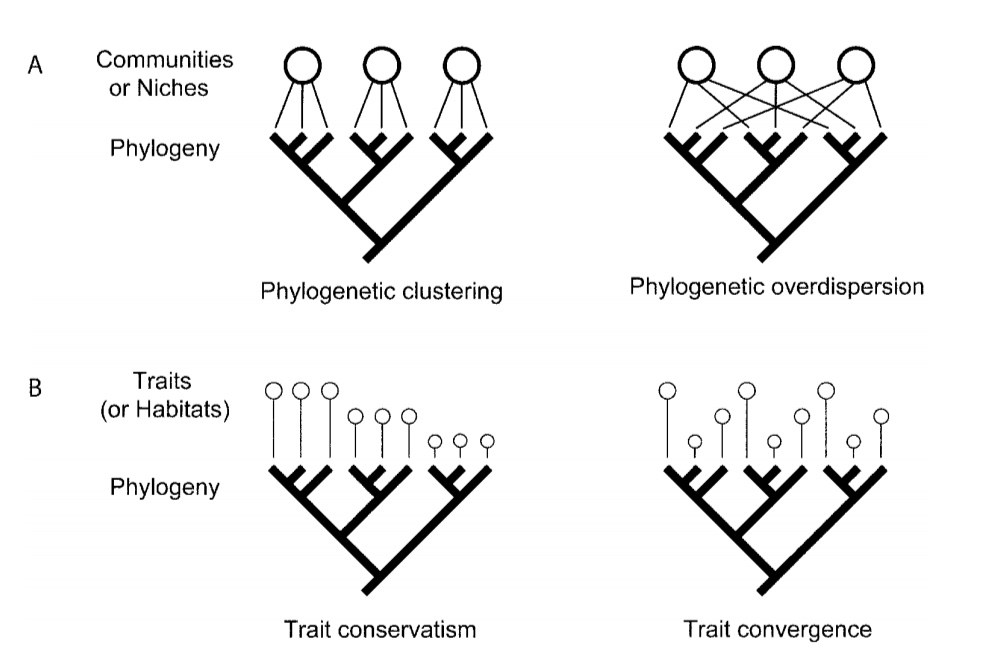 A
Communities
or Niches
Phylogeny
Phylogenetic clustering
Phylogenetic overdispersion
B
Traits
(or Habitats)
Phylogeny
Trait conservatism
Trait convergence